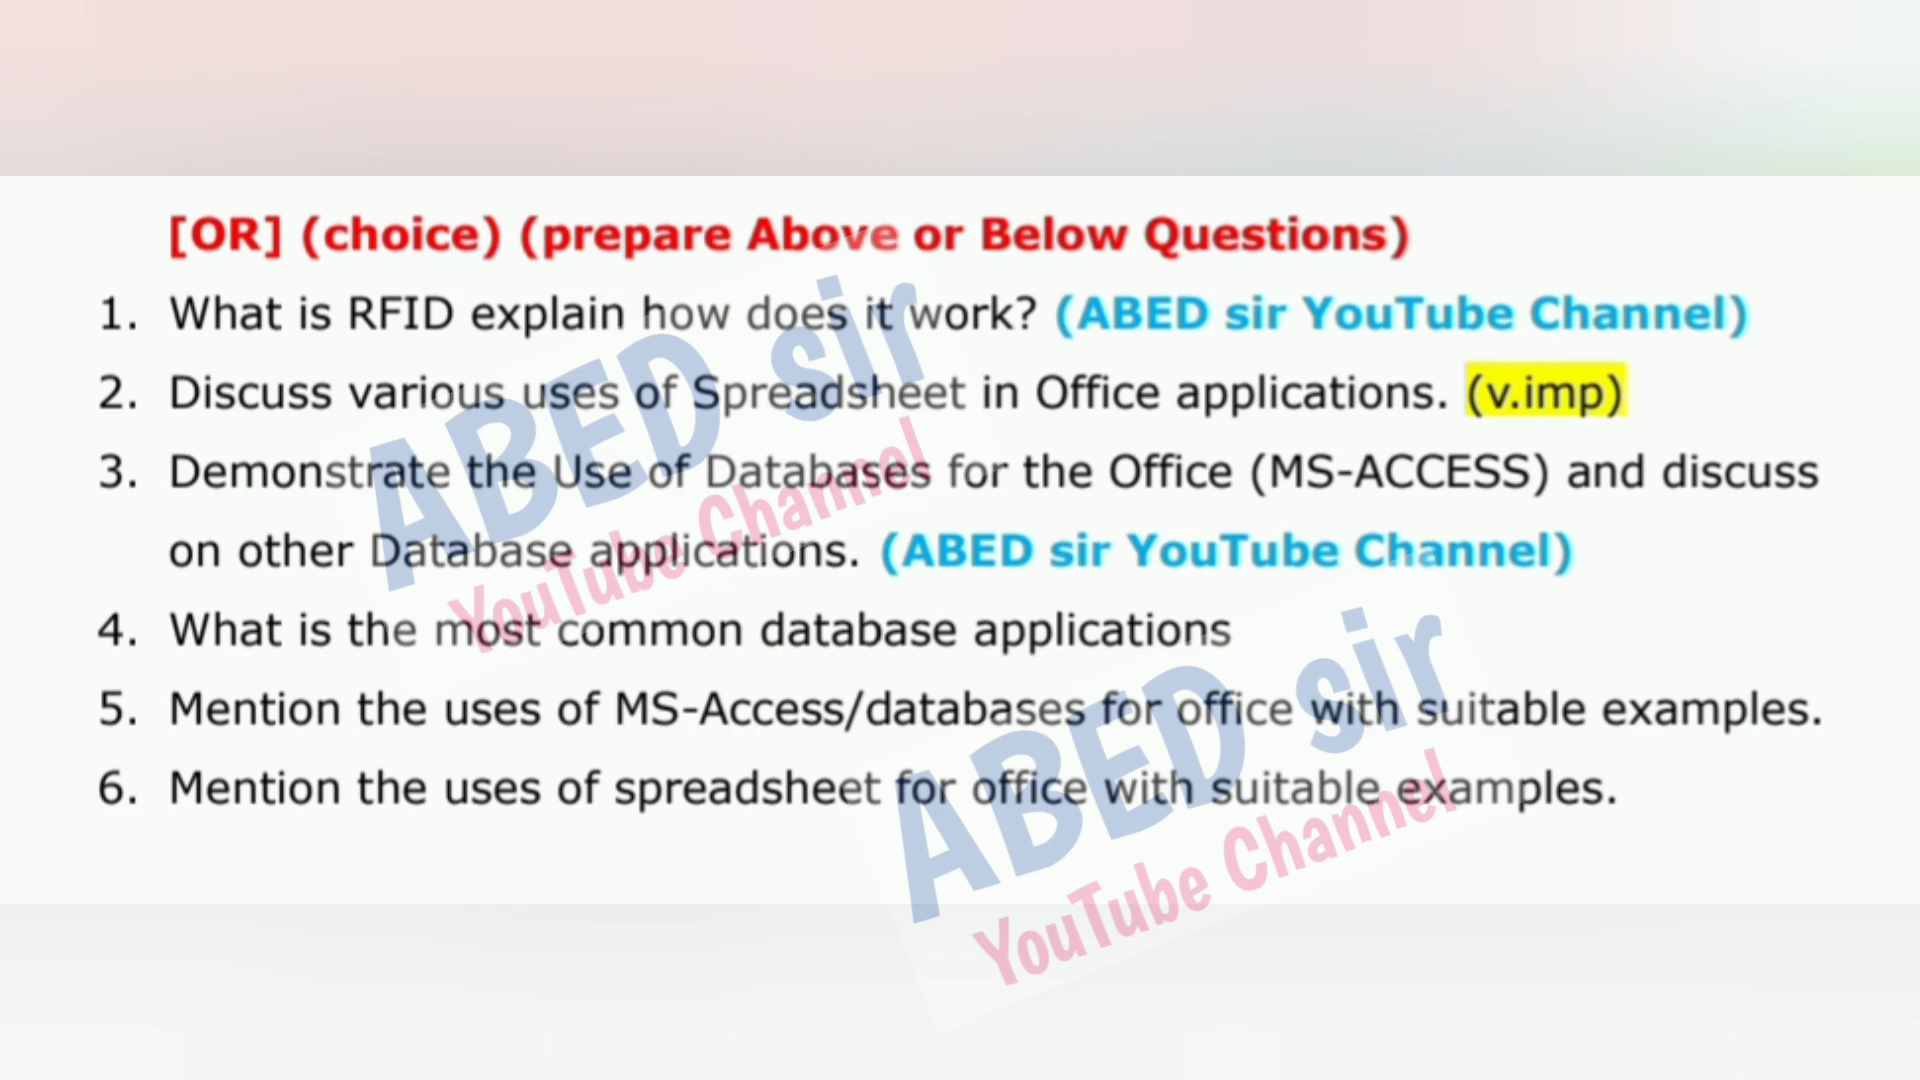 [OR] (choice) (prepare Above or Below Questions)
1. What is RFID explain how does it work? (ABED sir YouTube Channel)
2. Discuss various uses of Spreadsheet in Office applications. (v.imp)
3. Demonstrate the Use of Databases for the Office (MS-ACCESS) and discuss
on other Database applications. (ABED sir YouTube Channel)
4. What is the most common database applications
5. Mention the uses of MS-Access/databases for office with suitable examples.
6. Mention the uses of spreadsheet for office with suitable examples.
ABED sir
YouTube Channel
ABED sir
YouTube Channel